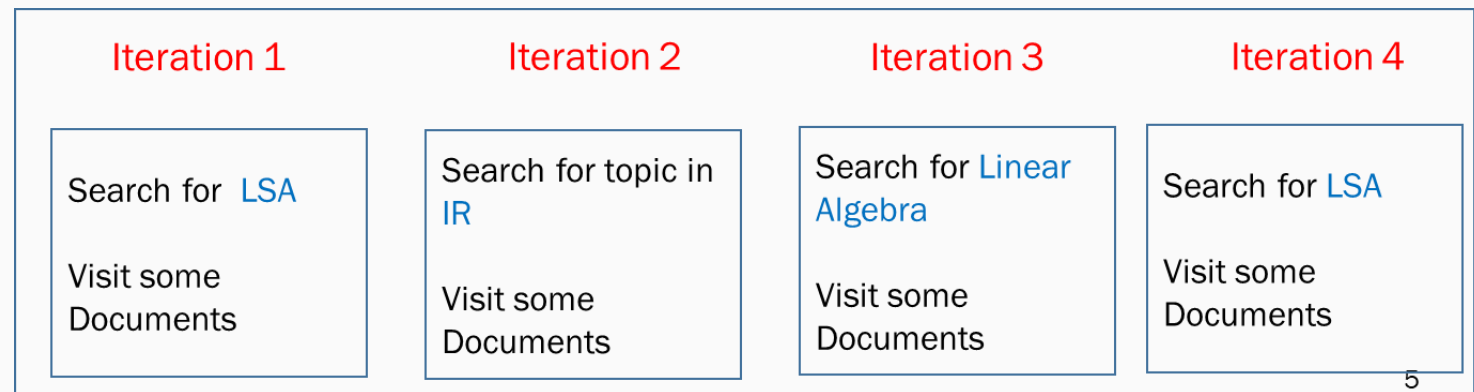 Iteration 1
Iteration 2
Iteration 3
Iteration 4
Search for LSA
Visit some
Documents
Search for topic in
IR
Visit some
Documents
Search for Linear
Algebra
Visit some
Documents
Search for LSA
Visit some
Documents
5